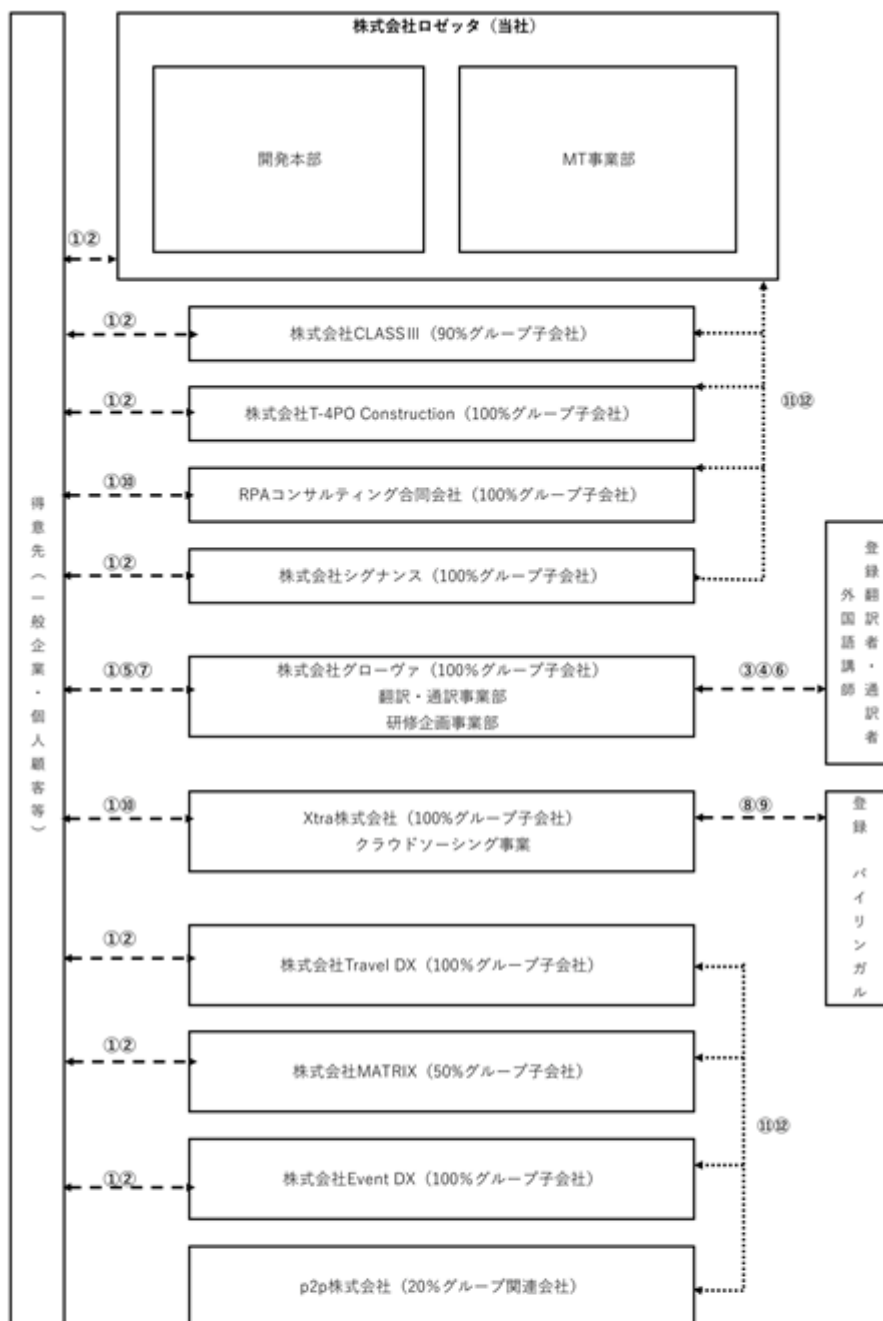 株式会社ロゼッタ（当社）
開発本部
MT事業部
①②
①②
株式会社CLASSⅢ（90%グループ子会社）
①②
株式会社T-4PO Construction（100%グループ子会社）
⑪⑫
①⑩
RPAコンサルティング合同会社（100%グループ子会社）
①②
株式会社シグナンス（100%グループ子会社）
得意先（一般企業・個人顧客等）
登録翻訳者・通訳者
外国語講師
①⑤⑦
株式会社グローヴァ（100%グループ子会社）
翻訳・通訳事業部
研修企画事業部
③④⑥
①⑩
Xtra株式会社（100%グループ子会社）
クラウドソーシング事業
⑧⑨
登録 バイリンガル
①②
株式会社Travel DX（100%グループ子会社）
①②
株式会社MATRIX（50%グループ子会社）
⑪⑫
①②
株式会社Event DX（100%グループ子会社）
p2p株式会社（20%グループ関連会社）